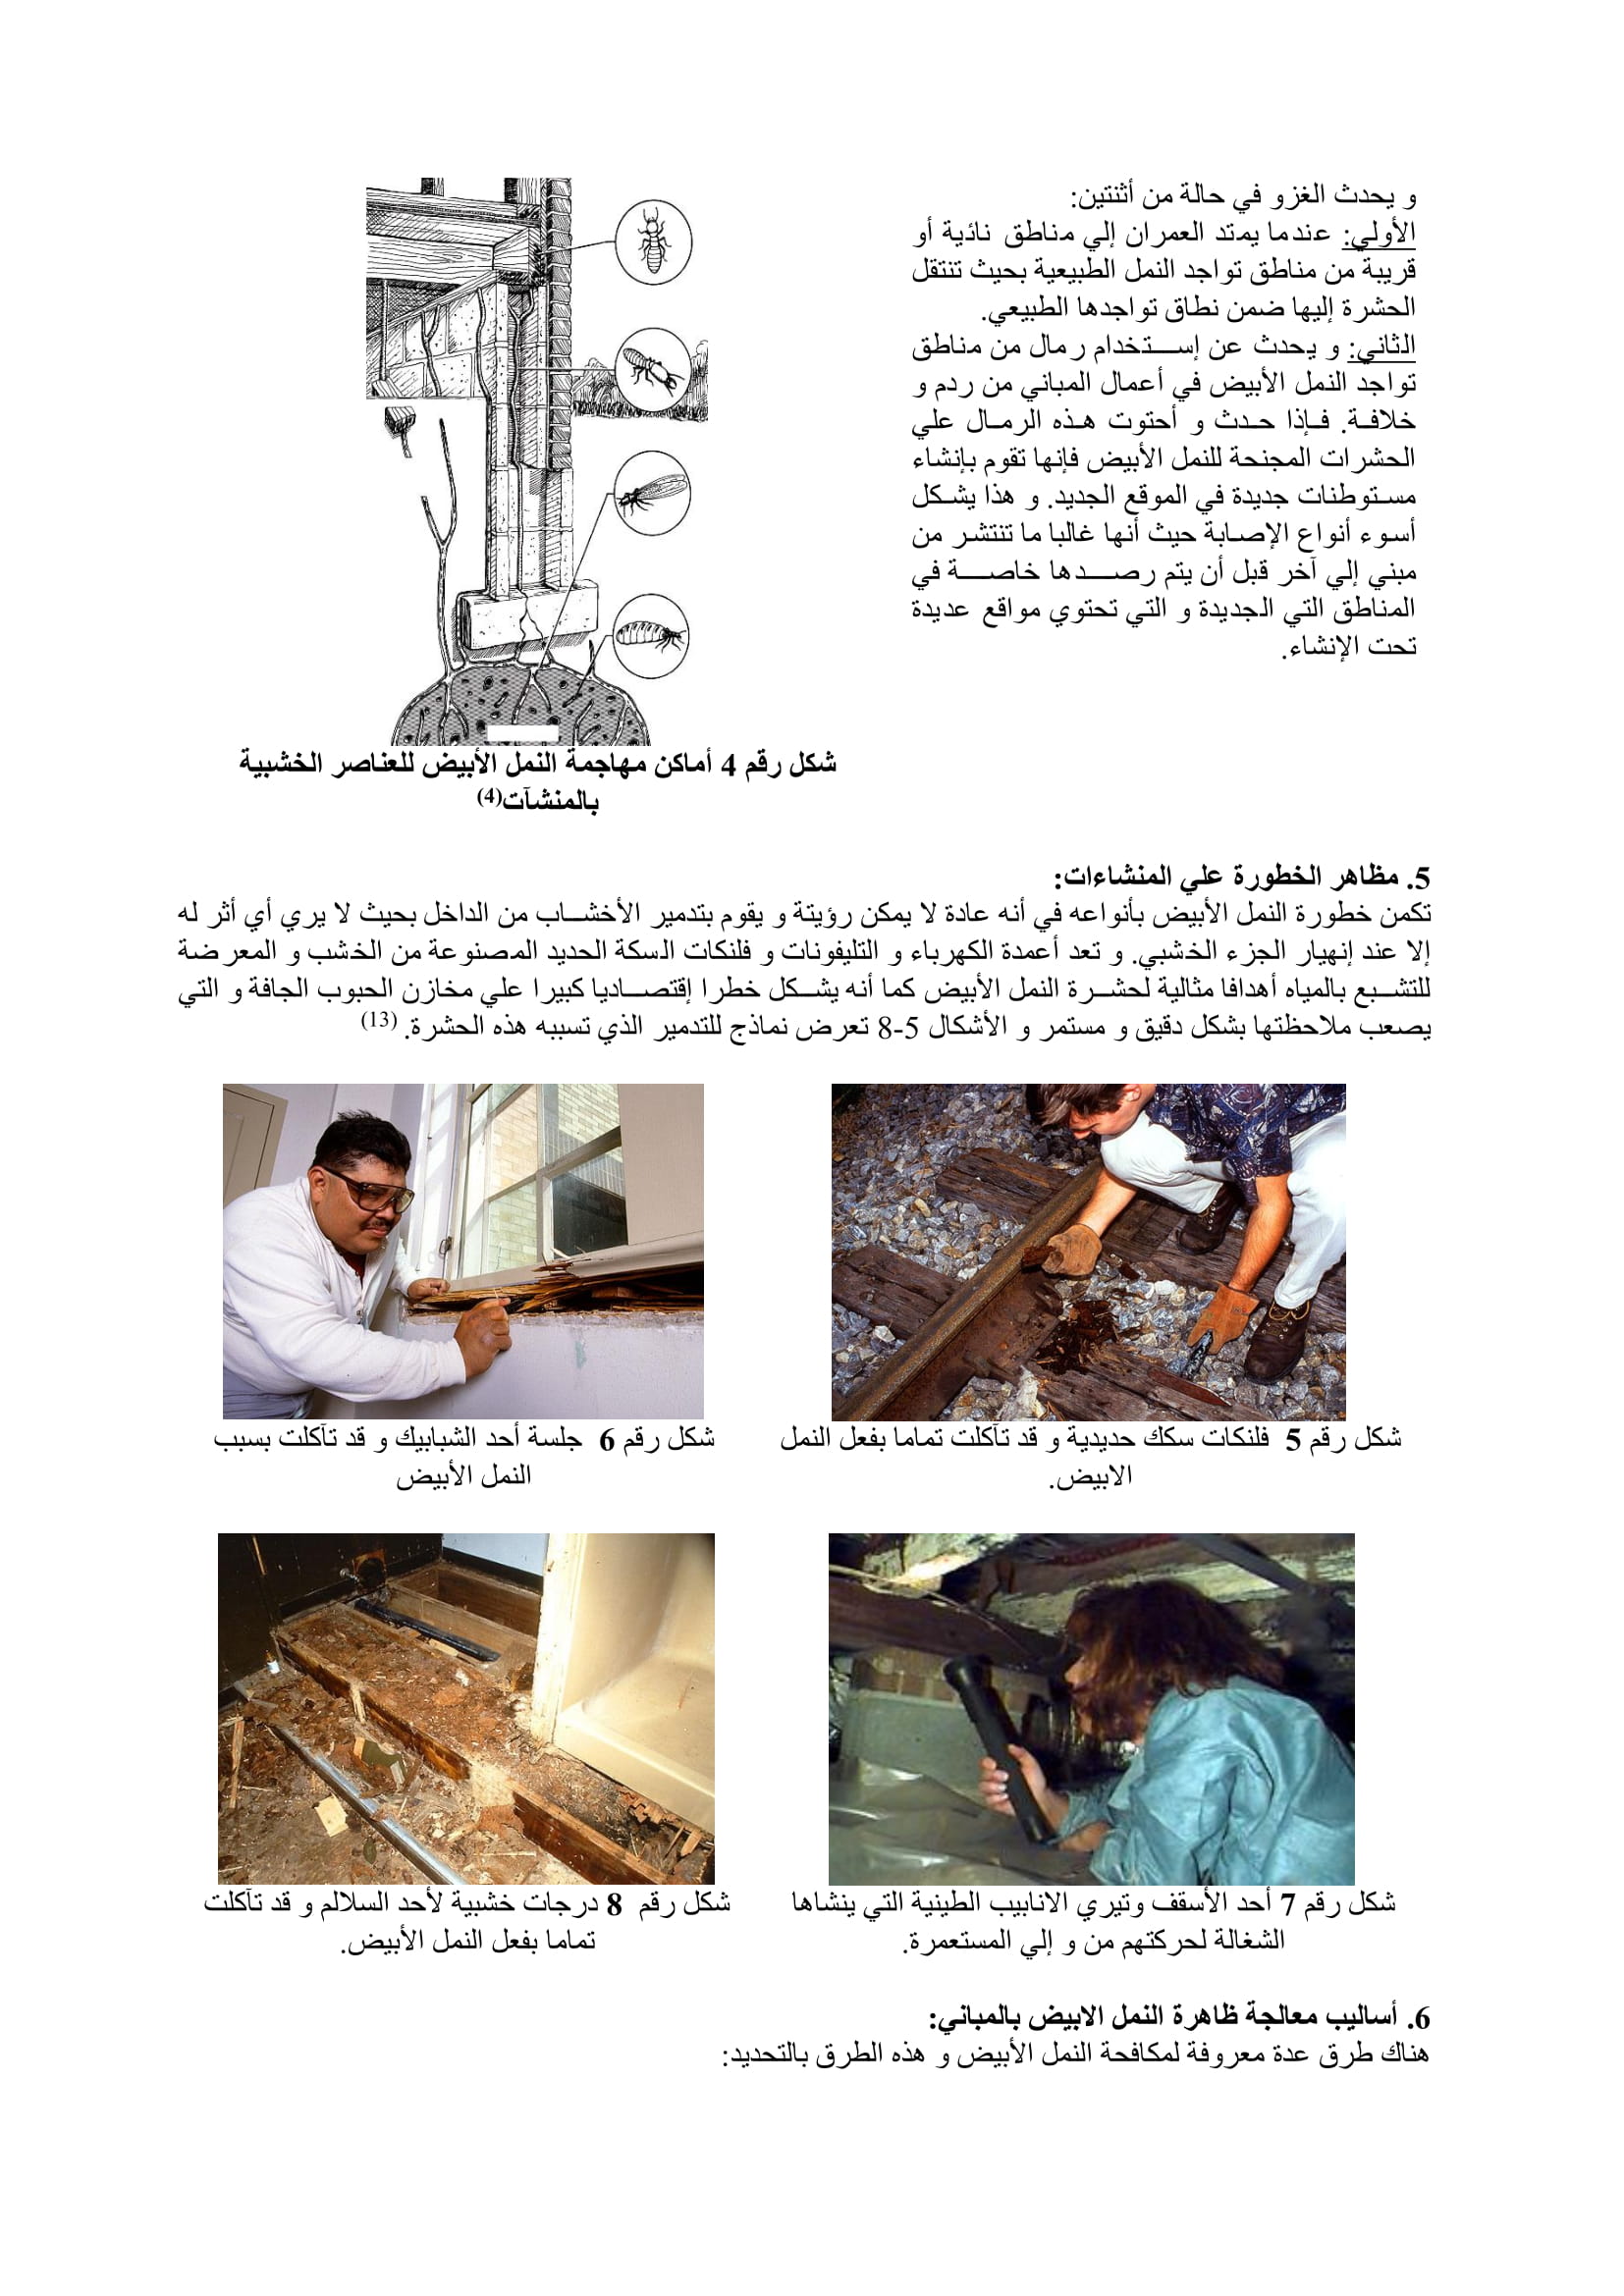 و يحدث الغزو في حالة من أثنتين:
الأولي: عندما يمتد العمران إلي مناطق نائية أو
قريبة من مناطق تواجد النمل الطبيعية بحيث تنتقل
الحشرة إليها ضمن نطاق تواجدها الطبيعي.
الثاني: و يحدث عن إستخدام رمال من مناطق
تواجد النمل الأبيض في أعمال المباني من ردم و
خلافة. فإذا حدث و أحتوت هذه الرمال علي
الحشرات المجنحة للنمل الأبيض فإنها تقوم بإنشاء
مستوطنات جديدة في الموقع الجديد. و هذا يشكل
أسوء أنواع الإصابة حيث أنها غالبا ما تنتشر من
مبني إلي آخر قبل أن يتم رصدها خاصة في
المناطق التي الجديدة و التي تحتوي مواقع عديدة
تحت الإنشاء.
شكل رقم 4 أماكن مهاجمة النمل الأبيض للعناصر الخشبية
بالمنشآت(4)
5. مظاهر الخطورة علي المنشاءات:
تكمن خطورة النمل الأبيض بأنواعه في أنه عادة لا يمكن رؤيتة و يقوم بتدمير الأخشاب من الداخل بحيث لا يري أي أثر له
إلا عند إنهيار الجزء الخشبي. و تعد أعمدة الكهرباء و التليفونات و فلنكات السكة الحديد المصنوعة من الخشب و المعرضة
للتشبع بالمياه أهدافا مثالية لحشرة النمل الأبيض كما أنه يشكل خطرا إقتصاديا كبيرا علي مخازن الحبوب الجافة و التي
يصعب ملاحظتها بشكل دقيق و مستمر و الأشكال 5-8 تعرض نماذج للتدمير الذي تسببه هذه الحشرة. (13)
شكل رقم 5 فلنكات سكك حديدية و قد تآكلت تماما بفعل النمل
الابيض.
شكل رقم 6 جلسة أحد الشبابيك و قد تآكلت بسبب
النمل الأبيض
شكل رقم 7 أحد الأسقف وتيري الانابيب الطينية التي ينشاها
الشغالة لحركتهم من و إلي المستعمرة.
شكل رقم 8 درجات خشبية لأحد السلالم و قد تآكلت
تماما بفعل النمل الأبيض.
6. أساليب معالجة ظاهرة النمل الابيض بالمباني:
هناك طرق عدة معروفة لمكافحة النمل الأبيض و هذه الطرق بالتحديد: